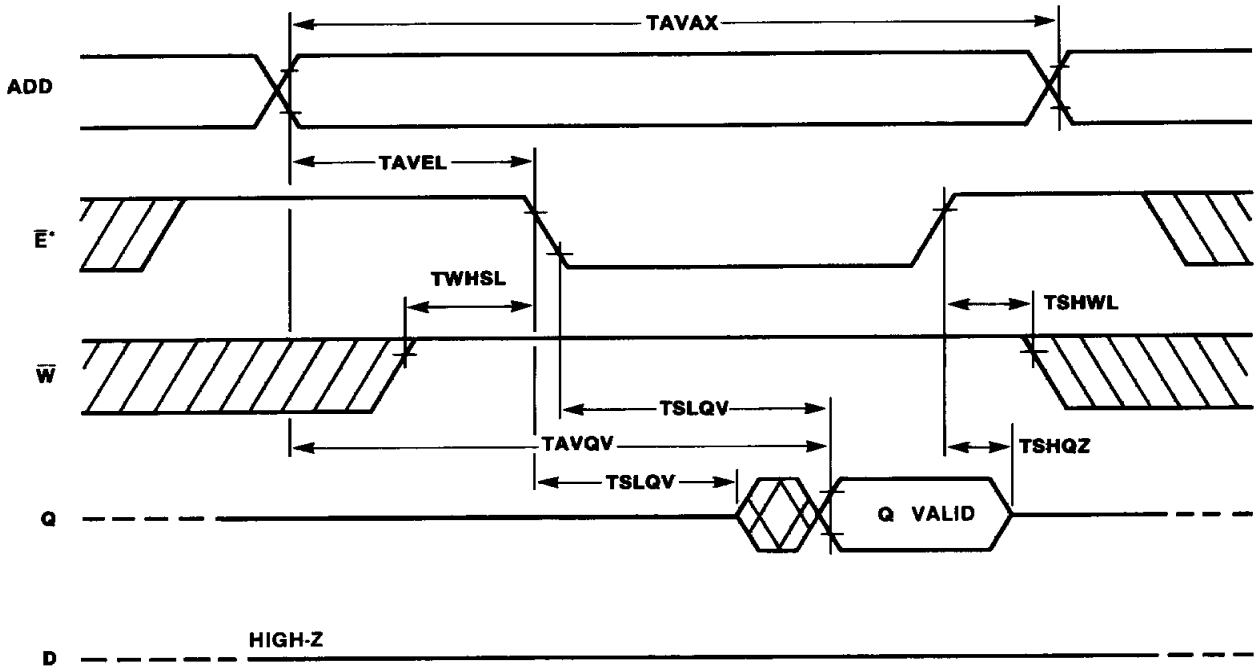 TAVAX
ADD
TAVEL
Ē*
TWHSL
TSHWL
W̄
TSLQV
TAVQV
TSHQZ
TSLQV
Q
Q VALID
HIGH-Z
D